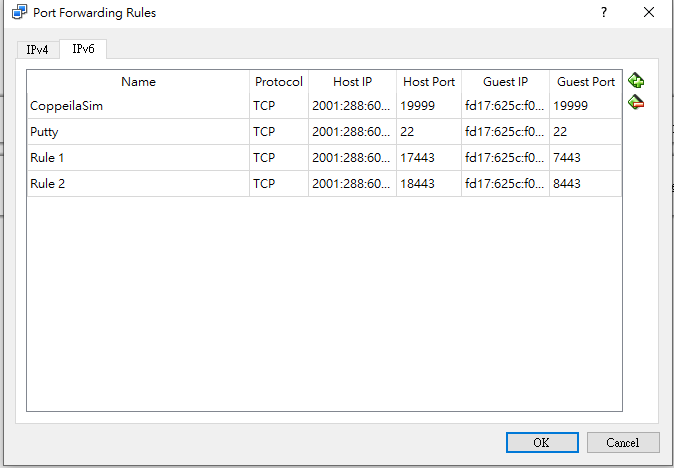 Port Forwarding Rules ?
IPv4 IPv6
Name Protocol Host IP Host Port Guest IP Guest Port
CoppeilaSim TCP 2001:288:60... 19999 fd17:625c:f0... 19999
Putty TCP 2001:288:60... 22 fd17:625c:f0... 22
Rule 1 TCP 2001:288:60... 17443 fd17:625c:f0... 7443
Rule 2 TCP 2001:288:60... 18443 fd17:625c:f0... 8443
OK Cancel